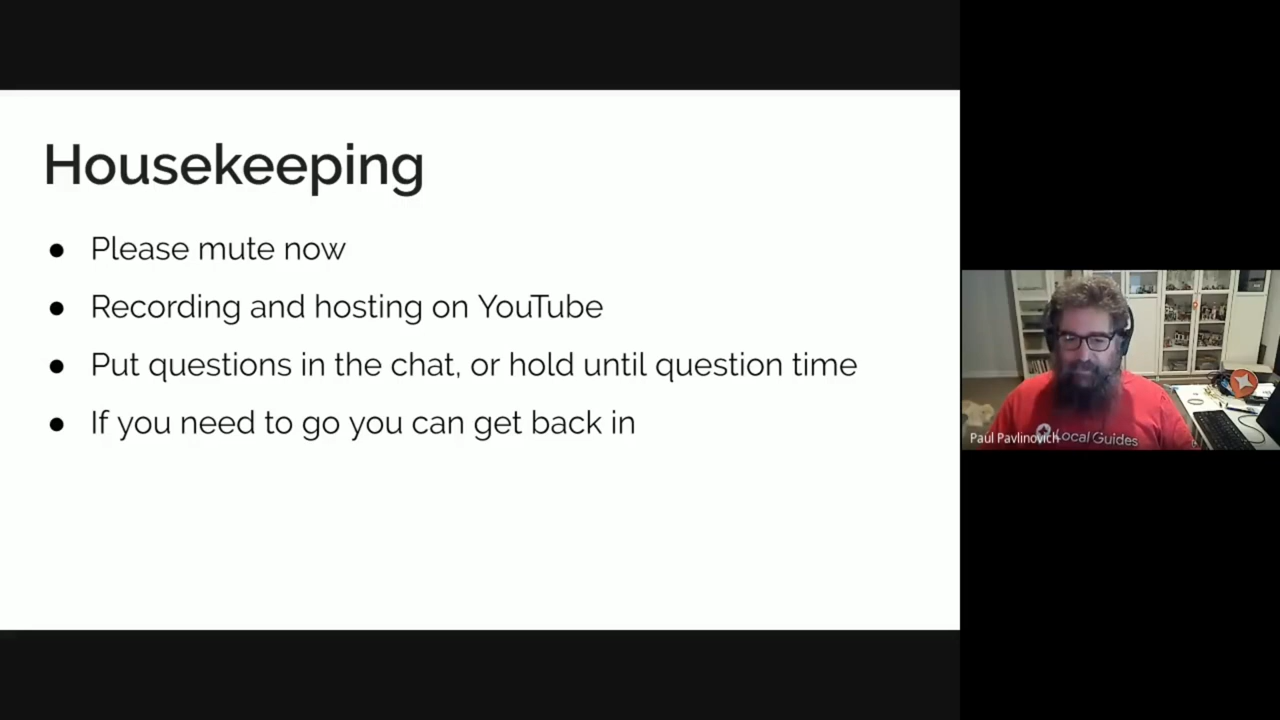 Housekeeping
● Please mute now
● Recording and hosting on YouTube
● Put questions in the chat, or hold until question time
● If you need to go you can get back in
Paul Pavlinovich
Local Guides